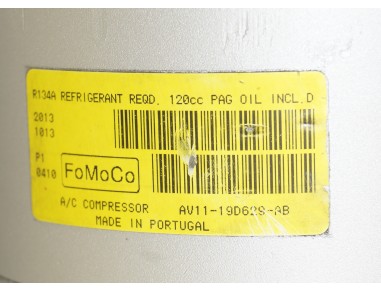 R134A REFRIGERANT REQD. 120cc PAG OIL INCL.D
2013
1013
P1
0410
FoMoCo
A/C COMPRESSOR AV11-19D629-AB
MADE IN PORTUGAL